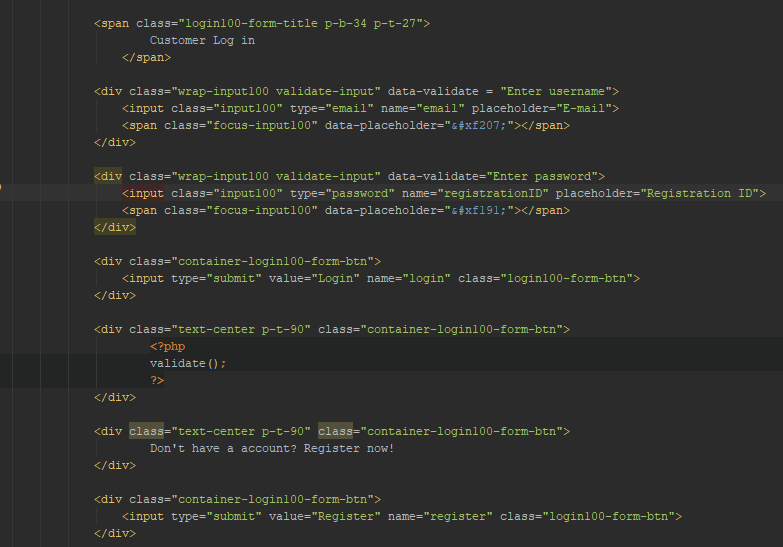 <span class="login100-form-title p-b-34 p-t-27">
Customer Log in
</span>
<div class="wrap-input100 validate-input" data-validate = "Enter username">
<input class="input100" type="email" name="email" placeholder="E-mail">
<span class="focus-input100" data-placeholder="&#xf207;"></span>
</div>
<div class="wrap-input100 validate-input" data-validate="Enter password">
<input class="input100" type="password" name="registrationID" placeholder="Registration ID">
<span class="focus-input100" data-placeholder="&#xf191;"></span>
</div>
<div class="container-login100-form-btn">
<input type="submit" value="Login" name="login" class="login100-form-btn">
</div>
<div class="text-center p-t-90" class="container-login100-form-btn">
<?php
validate();
?>
</div>
<div class="text-center p-t-90" class="container-login100-form-btn">
Don't have a account? Register now!
</div>
<div class="container-login100-form-btn">
<input type="submit" value="Register" name="register" class="login100-form-btn">
</div>